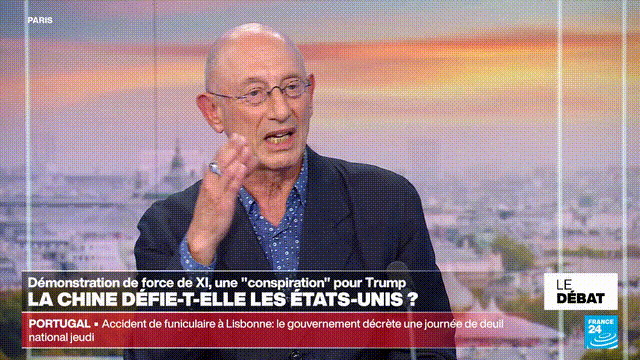 PARIS
Démonstration de force de XI, une "conspiration" pour Trump
LA CHINE DÉFIE-T-ELLE LES ÉTATS-UNIS ?
LE
DÉBAT
PORTUGAL • Accident de funiculaire à Lisbonne: le gouvernement décrète une journée de deuil
national jeudi
FRANCE
24